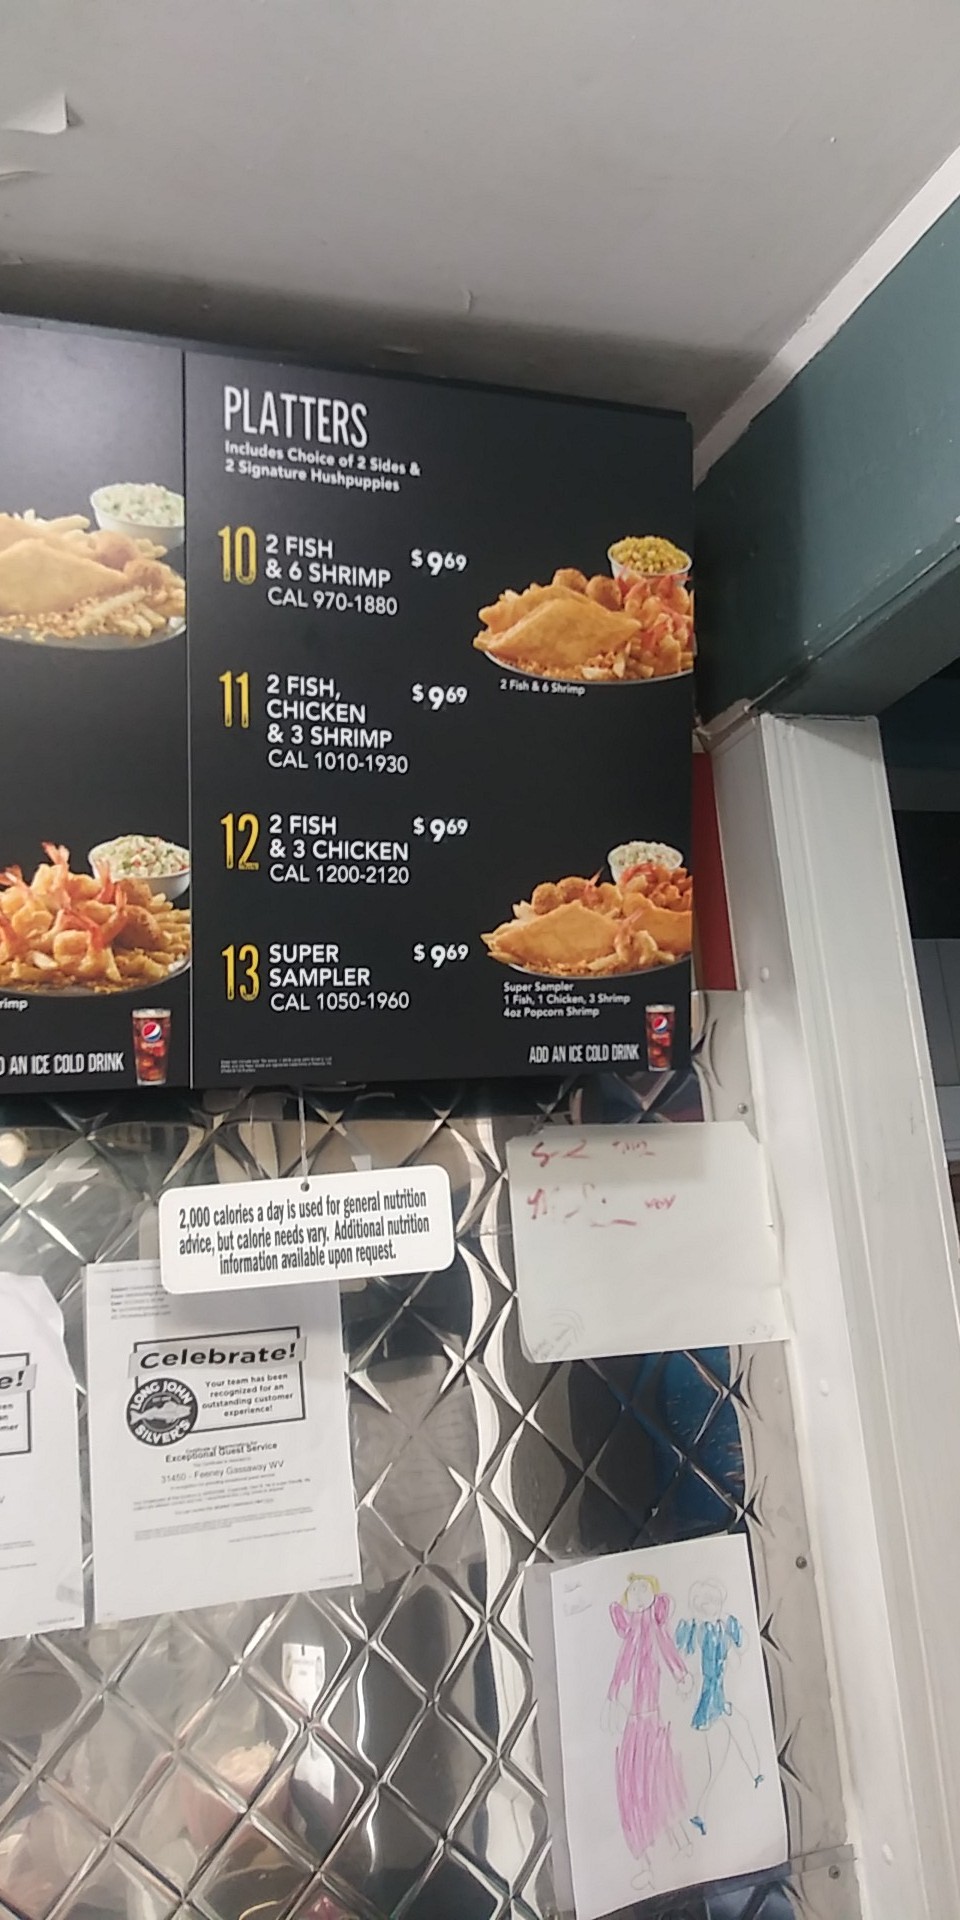 PLATTERS
Includes Choice of 2 Sides &
2 Signature Hushpuppies
10 2 FISH $9⁶⁹
& 6 SHRIMP
CAL 970-1880
2 Fish & 6 Shrimp
11 2 FISH, $9⁶⁹
CHICKEN
& 3 SHRIMP
CAL 1010-1930
12 2 FISH $9⁶⁹
& 3 CHICKEN
CAL 1200-2120
13 SUPER $9⁶⁹
SAMPLER
CAL 1050-1960
Super Sampler
1 Fish, 1 Chicken, 3 Shrimp
4oz Popcorn Shrimp
rimp
AN ICE COLD DRINK
ADD AN ICE COLD DRINK
2,000 calories a day is used for general nutrition
advice, but calorie needs vary. Additional nutrition
information available upon request.
e!
Celebrate!
LONG JOHN
SILVER'S
Your team has been
recognized for an
outstanding customer
experience!
Exceptional Guest Service
31450 - Feeney Gassaway WV